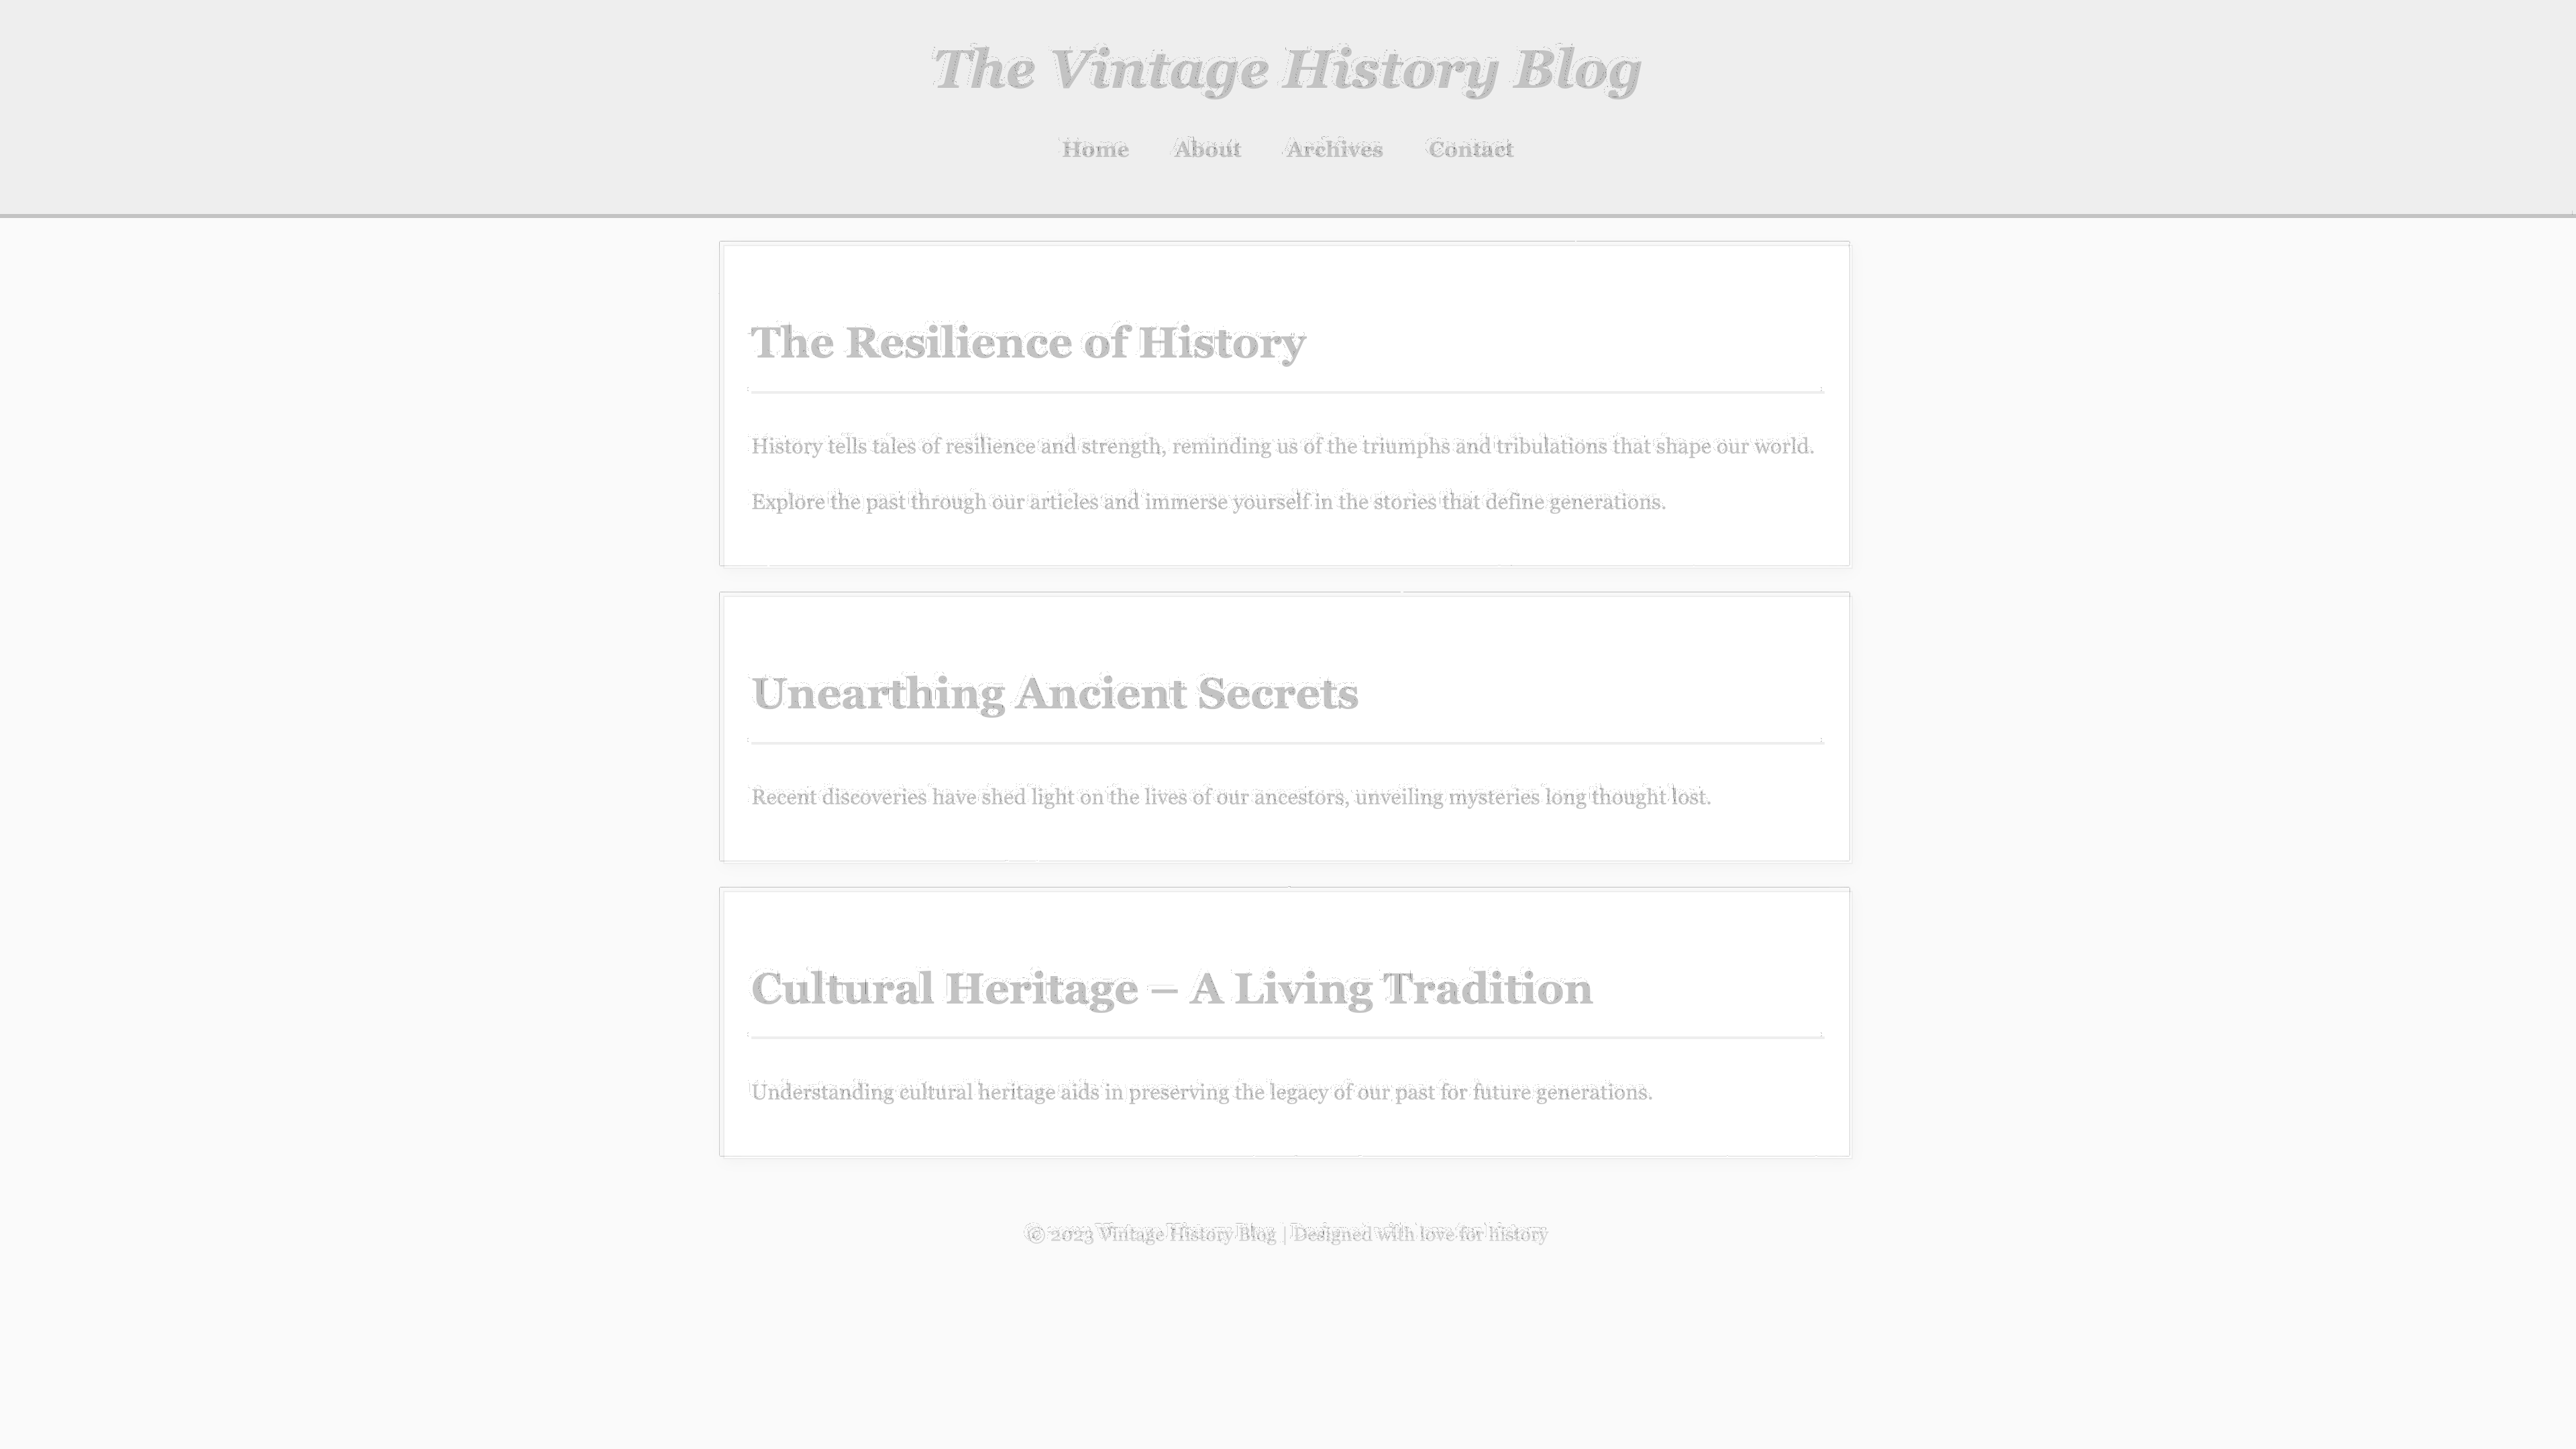 The Vintage History Blog
Home About Archives Contact
The Resilience of History
History tells tales of resilience and strength, reminding us of the triumphs and tribulations that shape our world.
Explore the past through our articles and immerse yourself in the stories that define generations.
Unearthing Ancient Secrets
Recent discoveries have shed light on the lives of our ancestors, unveiling mysteries long thought lost.
Cultural Heritage – A Living Tradition
Understanding cultural heritage aids in preserving the legacy of our past for future generations.
© 2023 Vintage History Blog | Designed with love for history